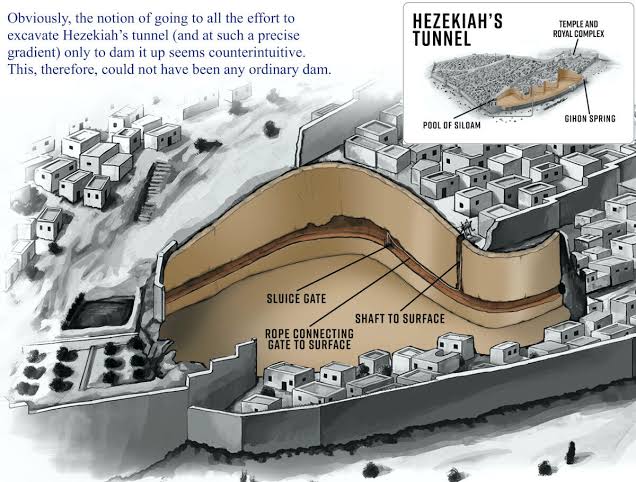 Obviously, the notion of going to all the effort to
excavate Hezekiah's tunnel (and at such a precise
gradient) only to dam it up seems counterintuitive.
This, therefore, could not have been any ordinary dam.
HEZEKIAH'S
TUNNEL
TEMPLE AND
ROYAL COMPLEX
POOL OF SILOAM
GIHON SPRING
SLUICE GATE
SHAFT TO SURFACE
ROPE CONNECTING
GATE TO SURFACE